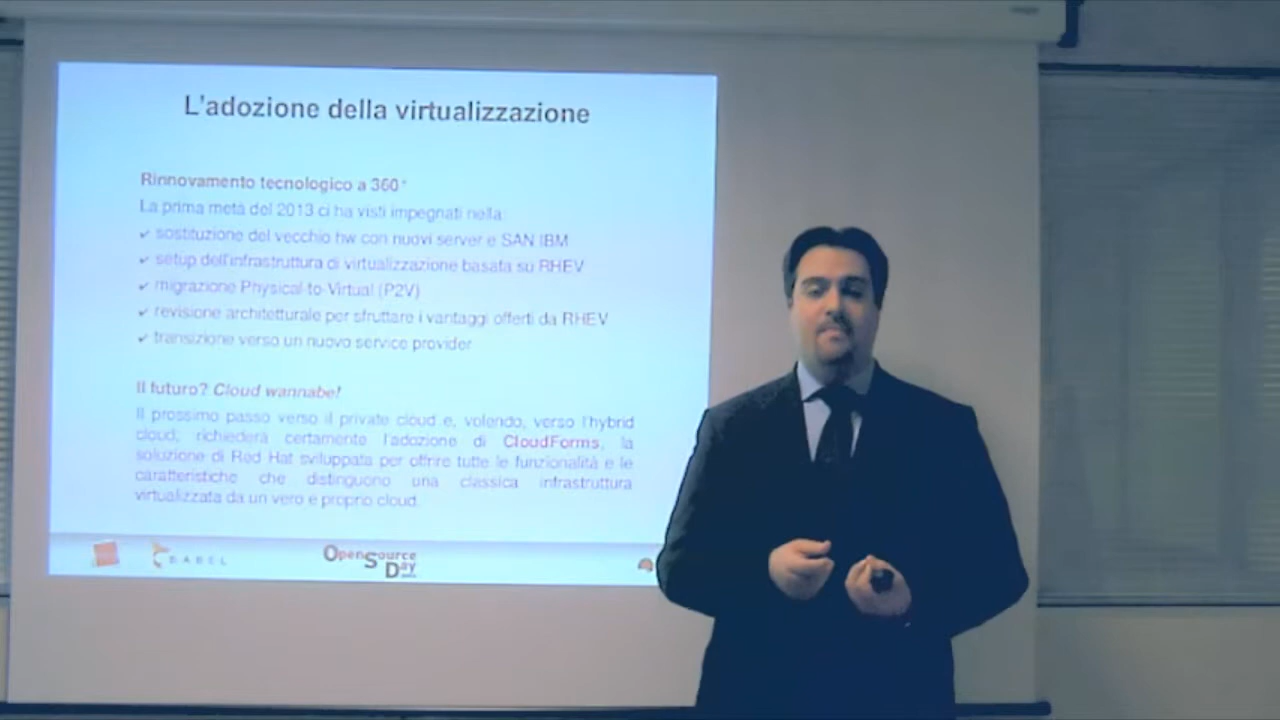 L'adozione della virtualizzazione
Rinnovamento tecnologico a 360°
La prima metà del 2013 ci ha visti impegnati nella:
✔ sostituzione del vecchio hw con nuovi server e SAN IBM
✔ setup dell'infrastruttura di virtualizzazione basata su RHEV
✔ migrazione Physical-to-Virtual (P2V)
✔ revisione architetturale per sfruttare i vantaggi offerti da RHEV
✔ transizione verso un nuovo service provider
Il futuro? Cloud wannabe!
Il prossimo passo verso il private cloud e, volendo, verso l'hybrid
cloud, richiederà certamente l'adozione di CloudForms, la
soluzione di Red Hat sviluppata per offrire tutte le funzionalità e le
caratteristiche che distinguono una classica infrastruttura
virtualizzata da un vero e proprio cloud.
BABEL
OpenSource
Day